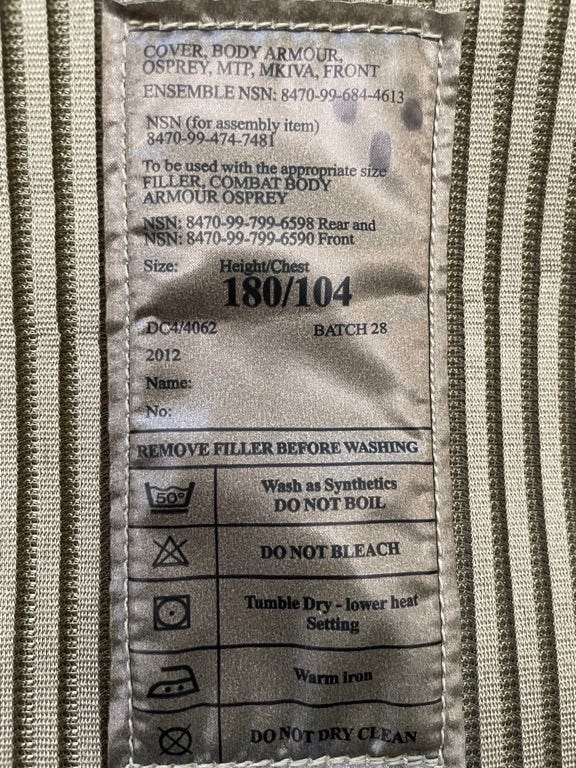 COVER, BODY ARMOUR,
OSPREY, MTP, MKIVA, FRONT
ENSEMBLE NSN: 8470-99-684-4613
NSN (for assembly item)
8470-99-474-7481
To be used with the appropriate size
FILLER, COMBAT BODY
ARMOUR OSPREY
NSN: 8470-99-799-6598 Rear and
NSN: 8470-99-799-6590 Front
Size: Height/Chest
180/104
DC4/4062 BATCH 28
2012
Name:
No:
REMOVE FILLER BEFORE WASHING
50° Wash as Synthetics
DO NOT BOIL
DO NOT BLEACH
Tumble Dry - lower heat
Setting
Warm iron
DO NOT DRY CLEAN